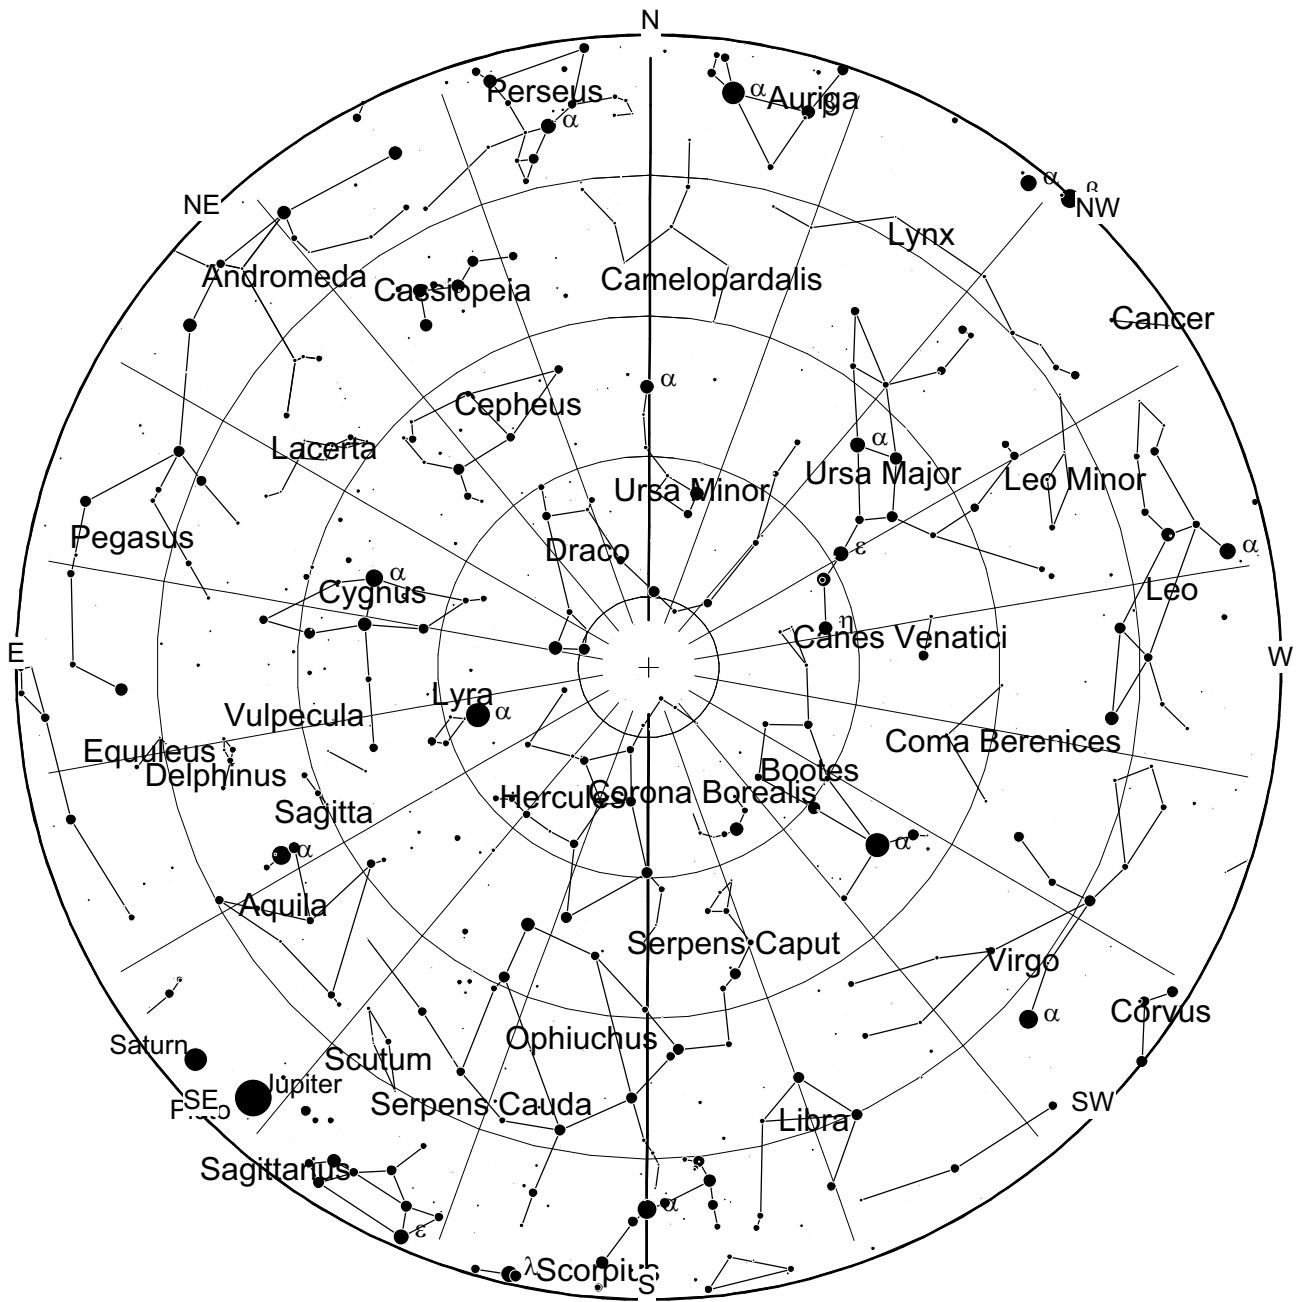 N
α Auriga
β
Perseus
α
α
β
NE
NW
Lynx
Andromeda
Cassiopeia
Camelopardalis
Cancer
α
Cepheus
α
Lacerta
Ursa Minor
Ursa Major
Leo Minor
Pegasus
Draco
ε
α
α
Cygnus
Leo
η
Canes Venatici
E
W
Lyra
α
Vulpecula
Equuleus
Coma Berenices
Delphinus
Bootes
Hercules
Corona Borealis
Sagitta
α
α
Aquila
Serpens Caput
Virgo
α
Corvus
Saturn
Ophiuchus
Scutum
Jupiter
SE
Pluto
Serpens Cauda
SW
Libra
Sagittarius
α
ε
λ
Scorpius
S